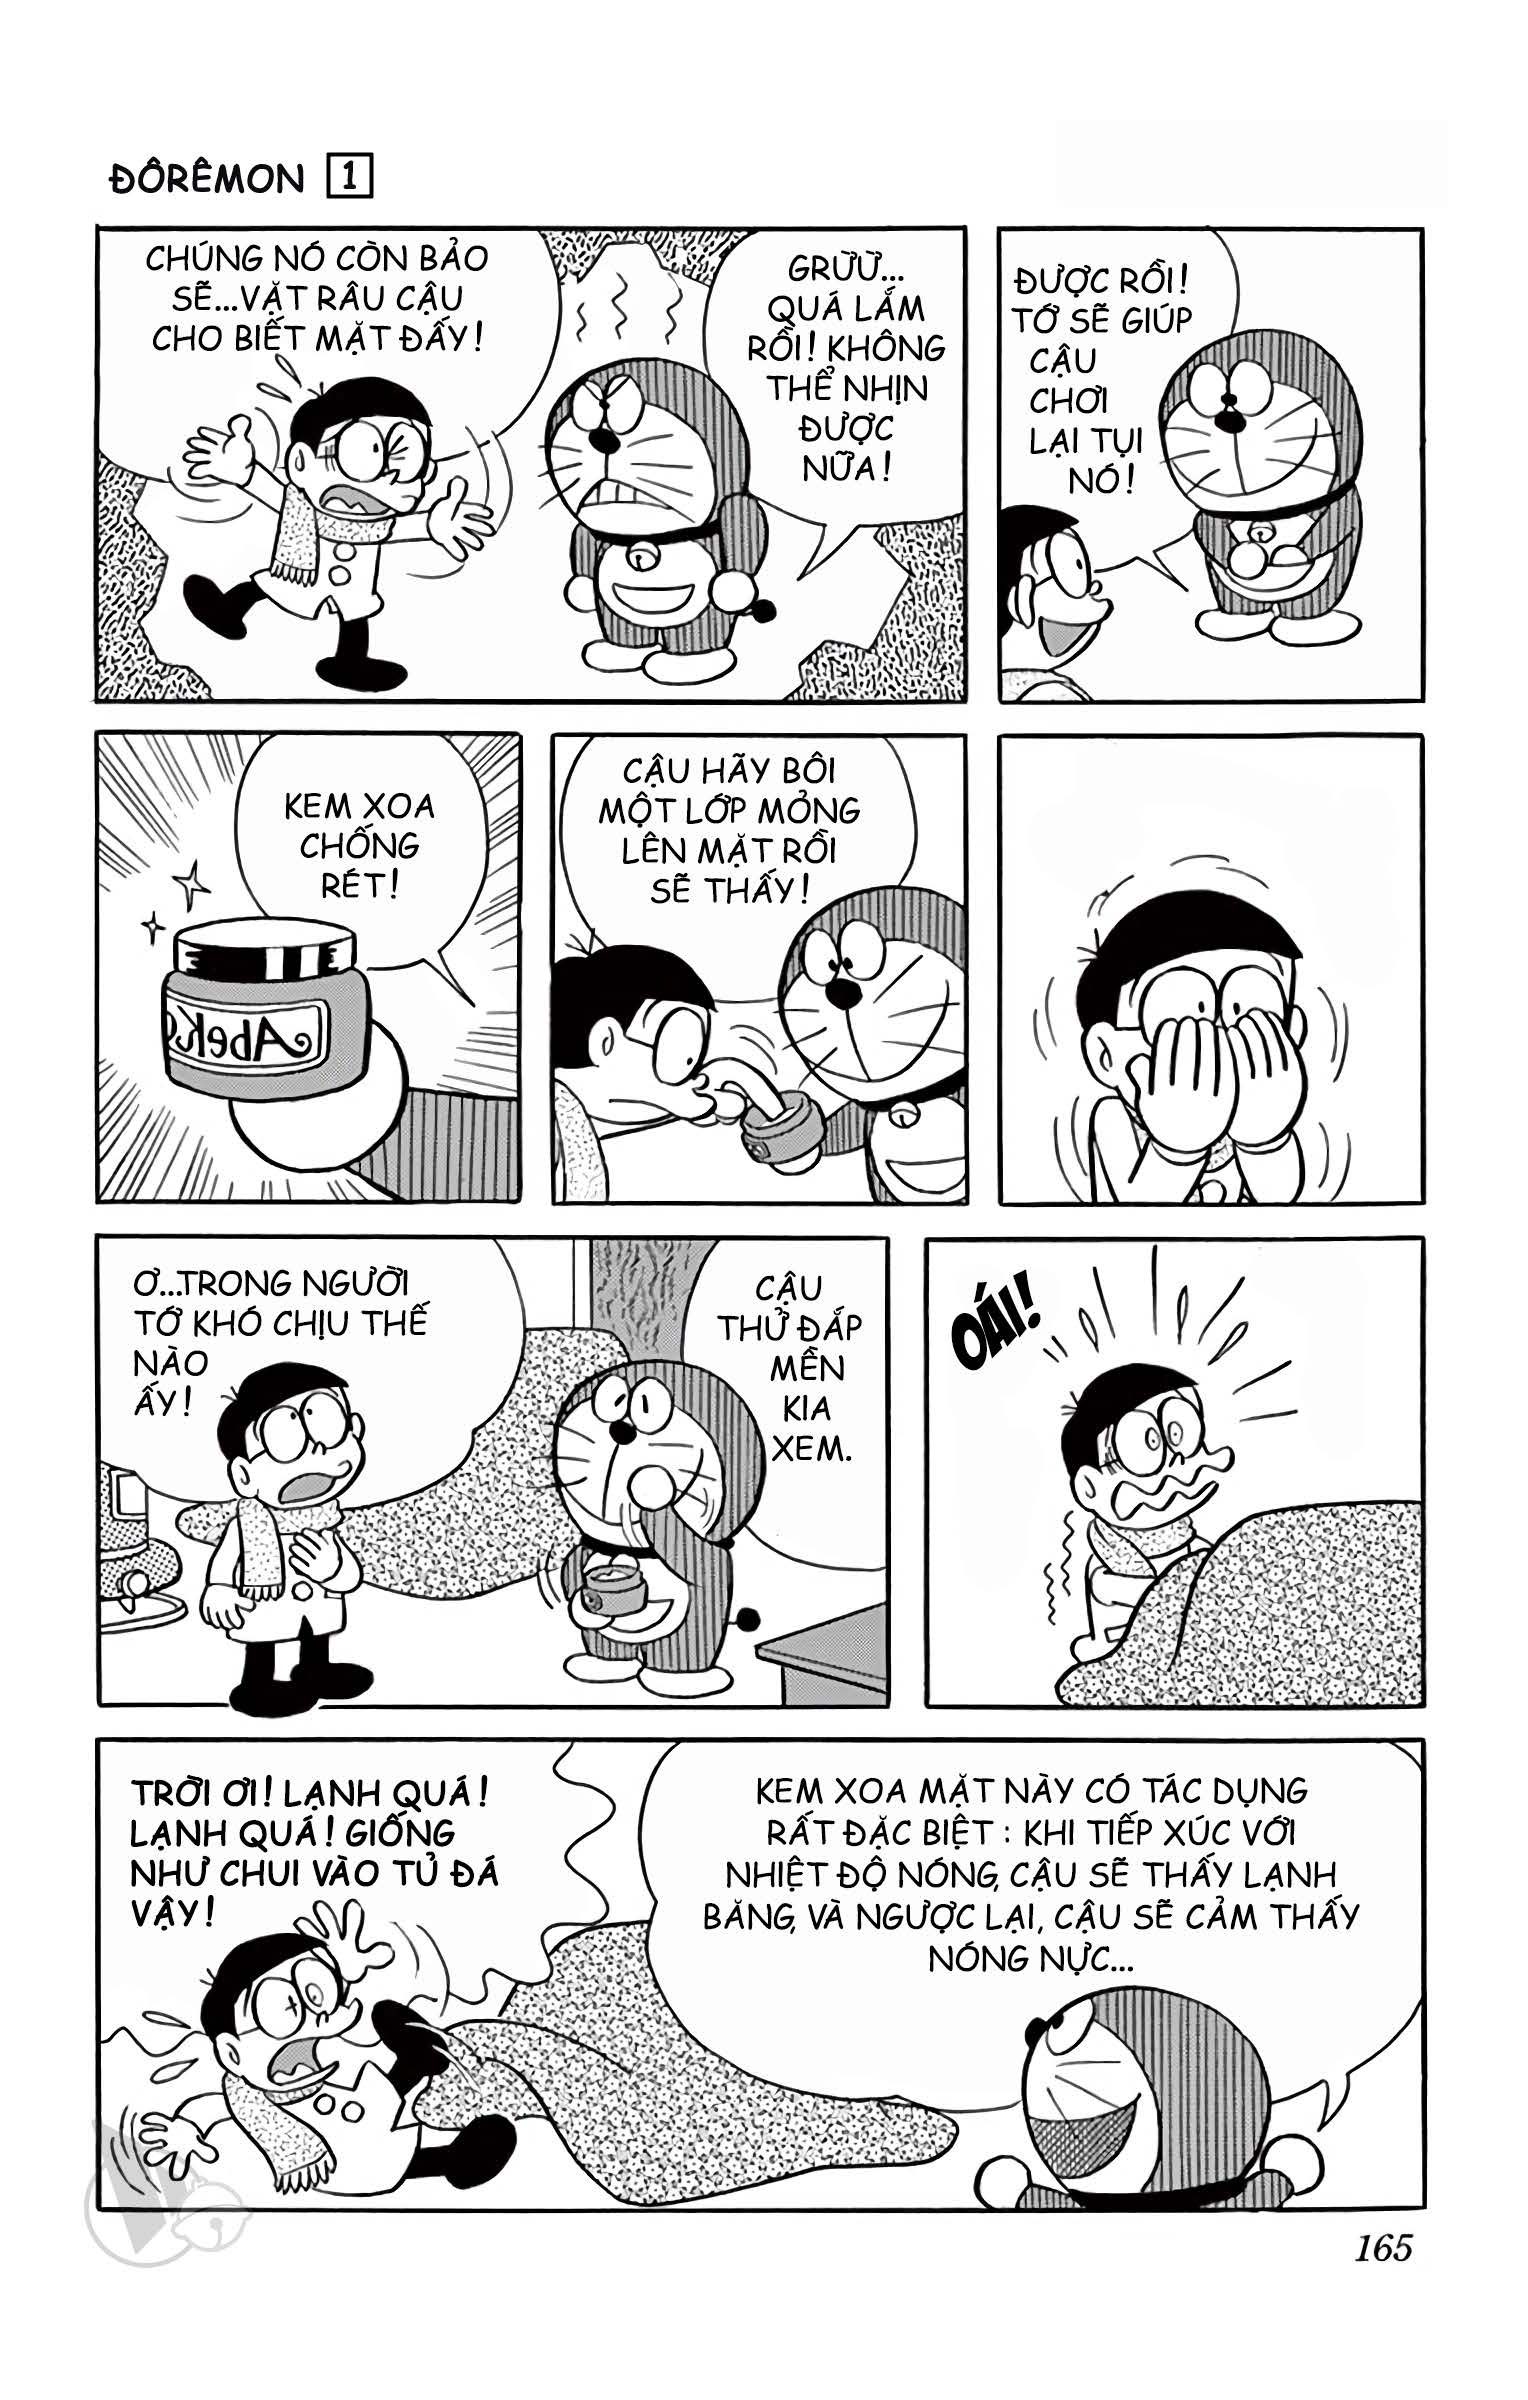 ĐÔRÊMON 1
CHÚNG NÓ CÒN BẢO
SẼ...VẶT RÂU CẬU
CHO BIẾT MẶT ĐẤY!
GRỪỪ...
QUÁ LẮM
RỒI! KHÔNG
THỂ NHỊN
ĐƯỢC
NỮA!
ĐƯỢC RỒI!
TỚ SẼ GIÚP
CẬU
CHƠI
LẠI TỤI
NÓ!
KEM XOA
CHỐNG
RÉT!
CẬU HÃY BÔI
MỘT LỚP MỎNG
LÊN MẶT RỒI
SẼ THẤY!
Ơ...TRONG NGƯỜI
TỚ KHÓ CHỊU THẾ
NÀO
ẤY!
CẬU
THỬ ĐẮP
MỀN
KIA
XEM.
OÁI!
TRỜI ƠI! LẠNH QUÁ!
LẠNH QUÁ! GIỐNG
NHƯ CHUI VÀO TỦ ĐÁ
VẬY!
KEM XOA MẶT NÀY CÓ TÁC DỤNG
RẤT ĐẶC BIỆT : KHI TIẾP XÚC VỚI
NHIỆT ĐỘ NÓNG, CẬU SẼ THẤY LẠNH
BĂNG, VÀ NGƯỢC LẠI, CẬU SẼ CẢM THẤY
NÓNG NỰC...
165